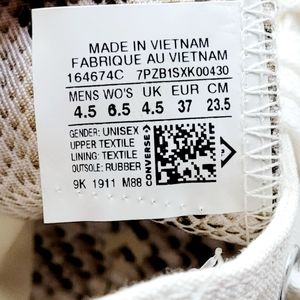 MADE IN VIETNAM
FABRIQUE AU VIETNAM
164674C 7PZB1SXK00430
MENS WO'S UK EUR CM
4.5 6.5 4.5 37 23.5
GENDER: UNISEX
UPPER TEXTILE
LINING: TEXTILE
OUTSOLE: RUBBER
9K 1911 M88
CONVERSE